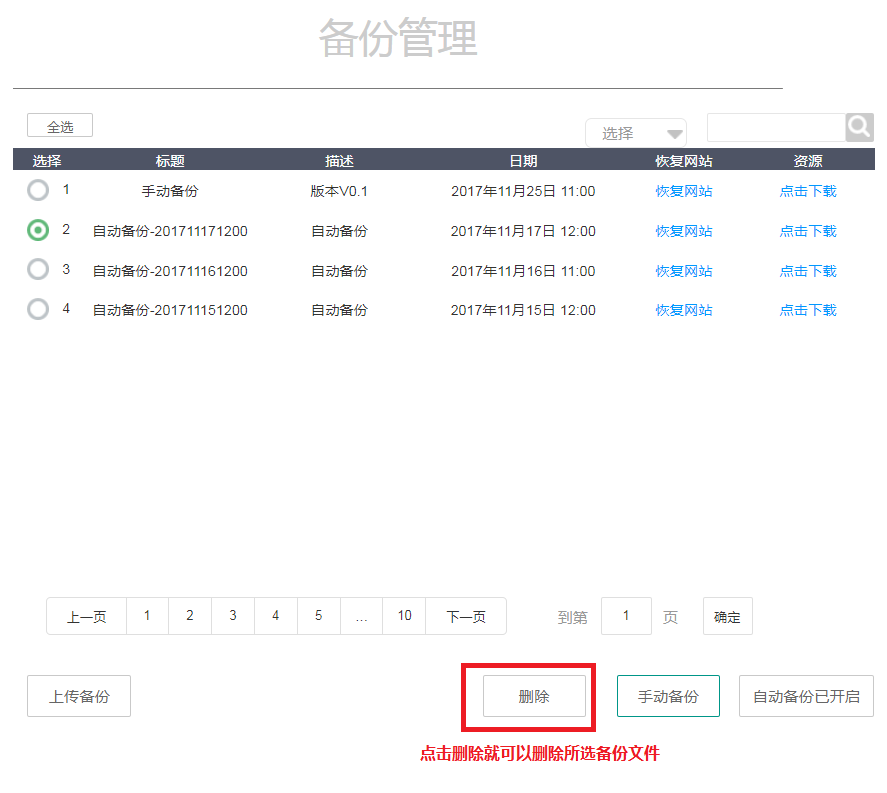 备份管理
全选
选择
选择 标题 描述 日期 恢复网站 资源
1 手动备份 版本V0.1 2017年11月25日 11:00 恢复网站 点击下载
2 自动备份-201711171200 自动备份 2017年11月17日 12:00 恢复网站 点击下载
3 自动备份-201711161200 自动备份 2017年11月16日 11:00 恢复网站 点击下载
4 自动备份-201711151200 自动备份 2017年11月15日 12:00 恢复网站 点击下载
上一页 1 2 3 4 5 ... 10 下一页 到第 1 页 确定
上传备份 删除 手动备份 自动备份已开启
点击删除就可以删除所选备份文件